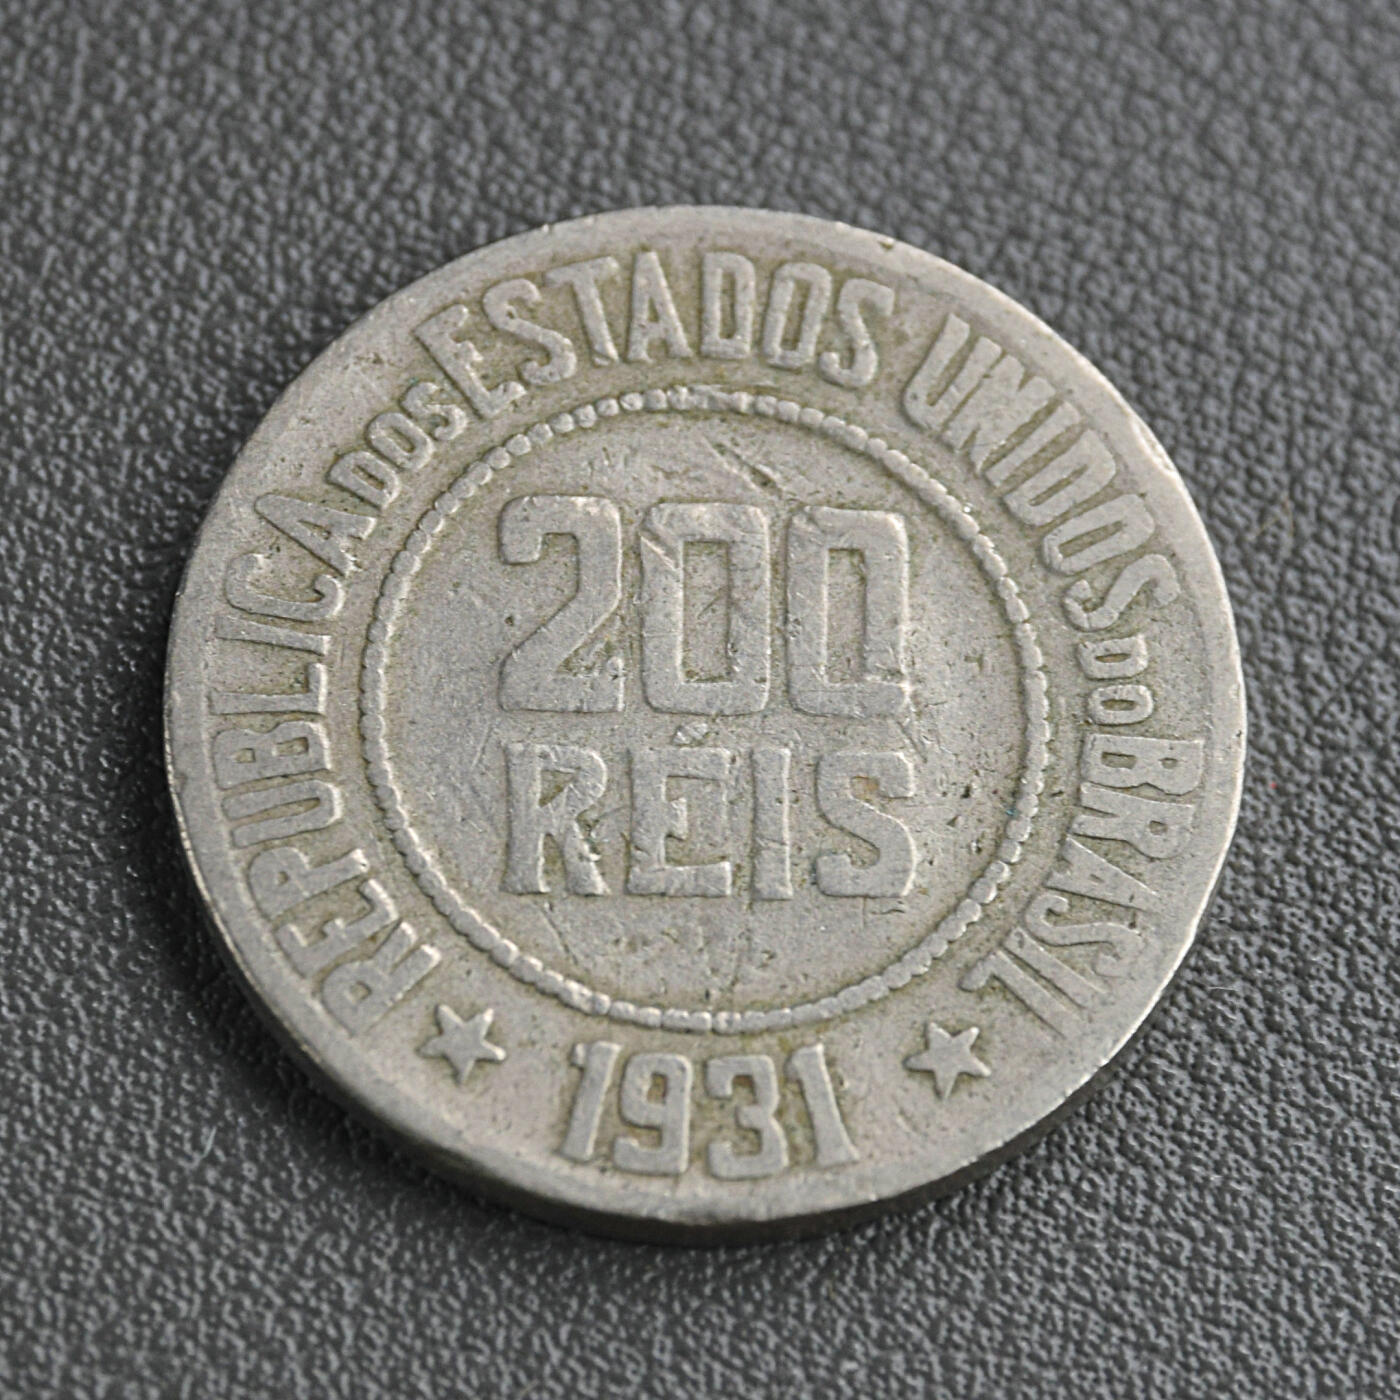 REPUBLICA DOS ESTADOS UNIDOS DO BRASIL
200
RÉIS
1931